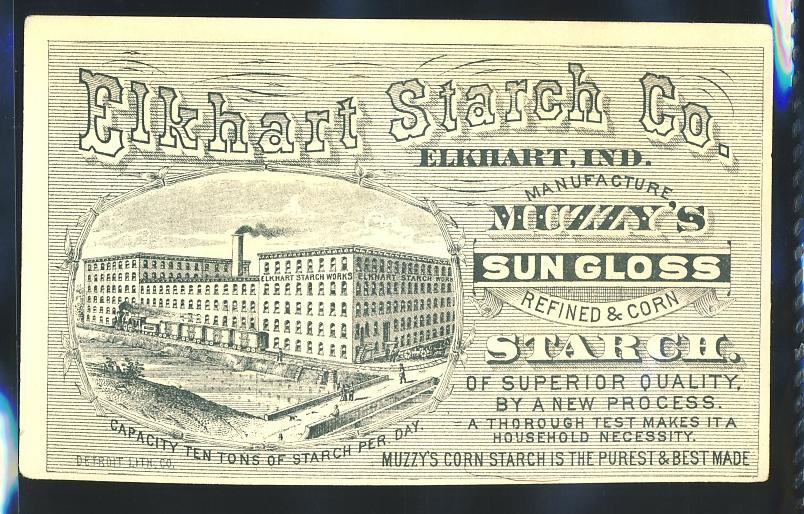 Elkhart Starch Co.
ELKHART, IND.
MANUFACTURE
MUZZY'S
SUN GLOSS
REFINED & CORN
STARCH.
OF SUPERIOR QUALITY,
BY A NEW PROCESS.
A THOROUGH TEST MAKES IT A
HOUSEHOLD NECESSITY.
MUZZY'S CORN STARCH IS THE PUREST & BEST MADE
ELKHART STARCH WORKS
ELKHART STARCH WORKS
CAPACITY TEN TONS OF STARCH PER DAY.
DETROIT LITH. CO.